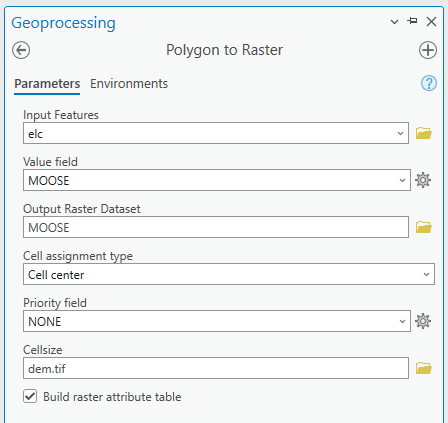 Geoprocessing
Polygon to Raster
Parameters Environments
Input Features
elc
Value field
MOOSE
Output Raster Dataset
MOOSE
Cell assignment type
Cell center
Priority field
NONE
Cellsize
dem.tif
Build raster attribute table